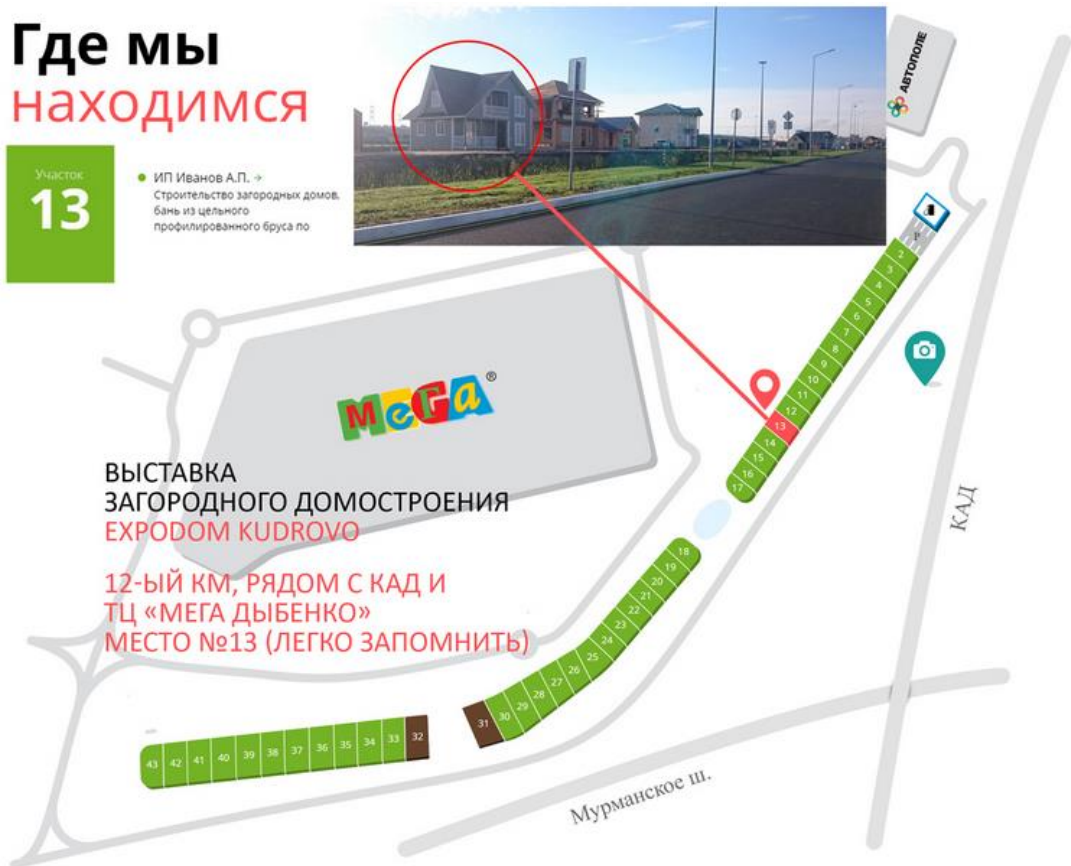 Где мы
находимся
Участок
13
ИП Иванов А.П. →
Строительство загородных домов,
бань из цельного
профилированного бруса по
АВТОПОЛЕ
P
2
3
4
5
6
7
8
9
10
11
12
13
14
15
16
17
МЕГА®
ВЫСТАВКА
ЗАГОРОДНОГО ДОМОСТРОЕНИЯ
EXPODOM KUDROVO
12-ЫЙ КМ, РЯДОМ С КАД И
ТЦ «МЕГА ДЫБЕНКО»
МЕСТО №13 (ЛЕГКО ЗАПОМНИТЬ)
КАД
18
19
20
21
22
23
24
25
26
27
28
29
30
31
43 42 41 40 39 38 37 36 35 34 33 32
Мурманское ш.